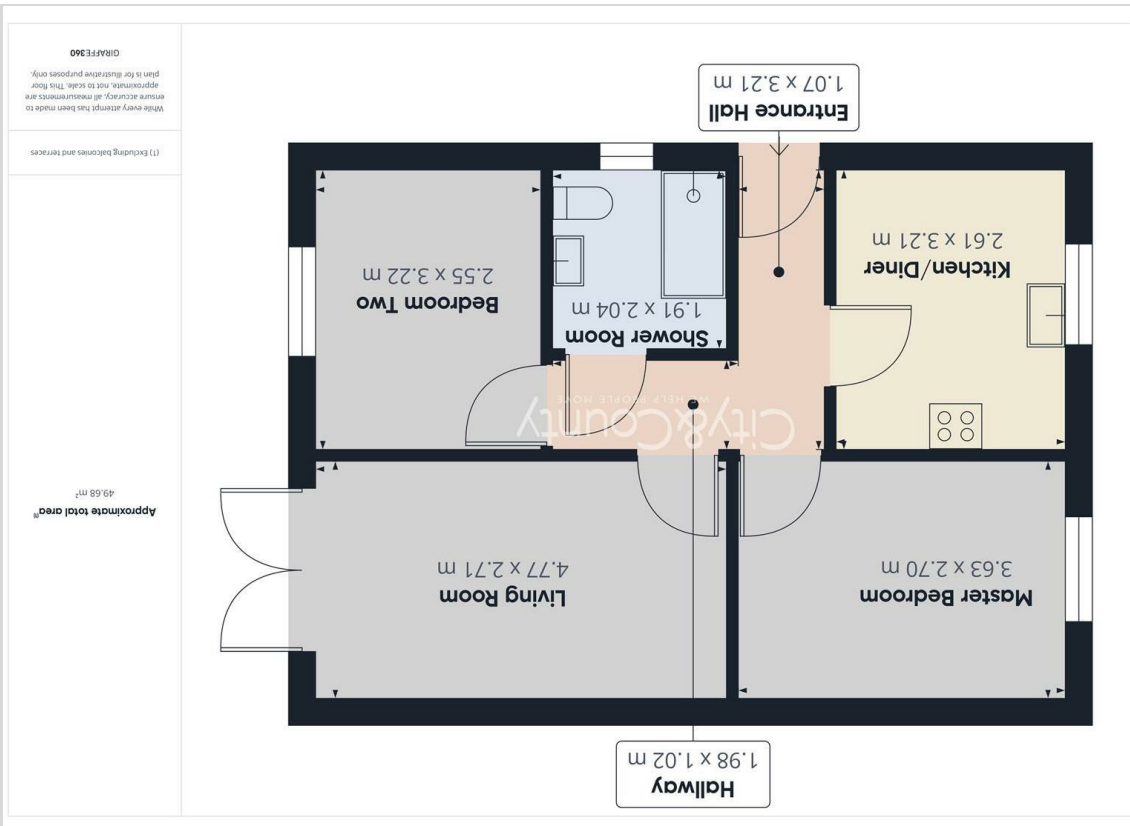 Hallway
1.98 x 1.02 m
Master Bedroom
3.63 x 2.70 m
Living Room
4.77 x 2.71 m
City&County
WE HELP PEOPLE MOVE
Kitchen/Diner
2.61 x 3.21 m
Shower Room
1.91 x 2.04 m
Bedroom Two
2.55 x 3.22 m
Entrance Hall
1.07 x 3.21 m
Approximate total area⁽¹⁾
49.68 m²
(1) Excluding balconies and terraces
While every attempt has been made to
ensure accuracy, all measurements are
approximate, not to scale. This floor
plan is for illustrative purposes only.
GIRAFFE360